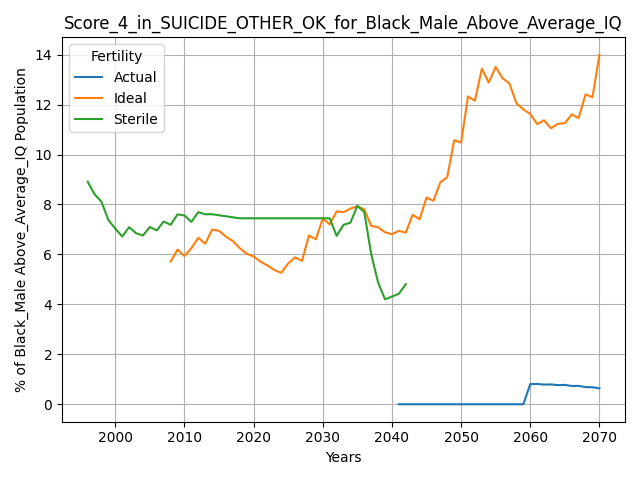 Score_4_in_SUICIDE_OTHER_OK_for_Black_Male_Above_Average_IQ
Fertility
Actual
Ideal
Sterile
% of Black_Male Above_Average_IQ Population
14
12
10
8
6
4
2
0
2000 2010 2020 2030 2040 2050 2060 2070
Years